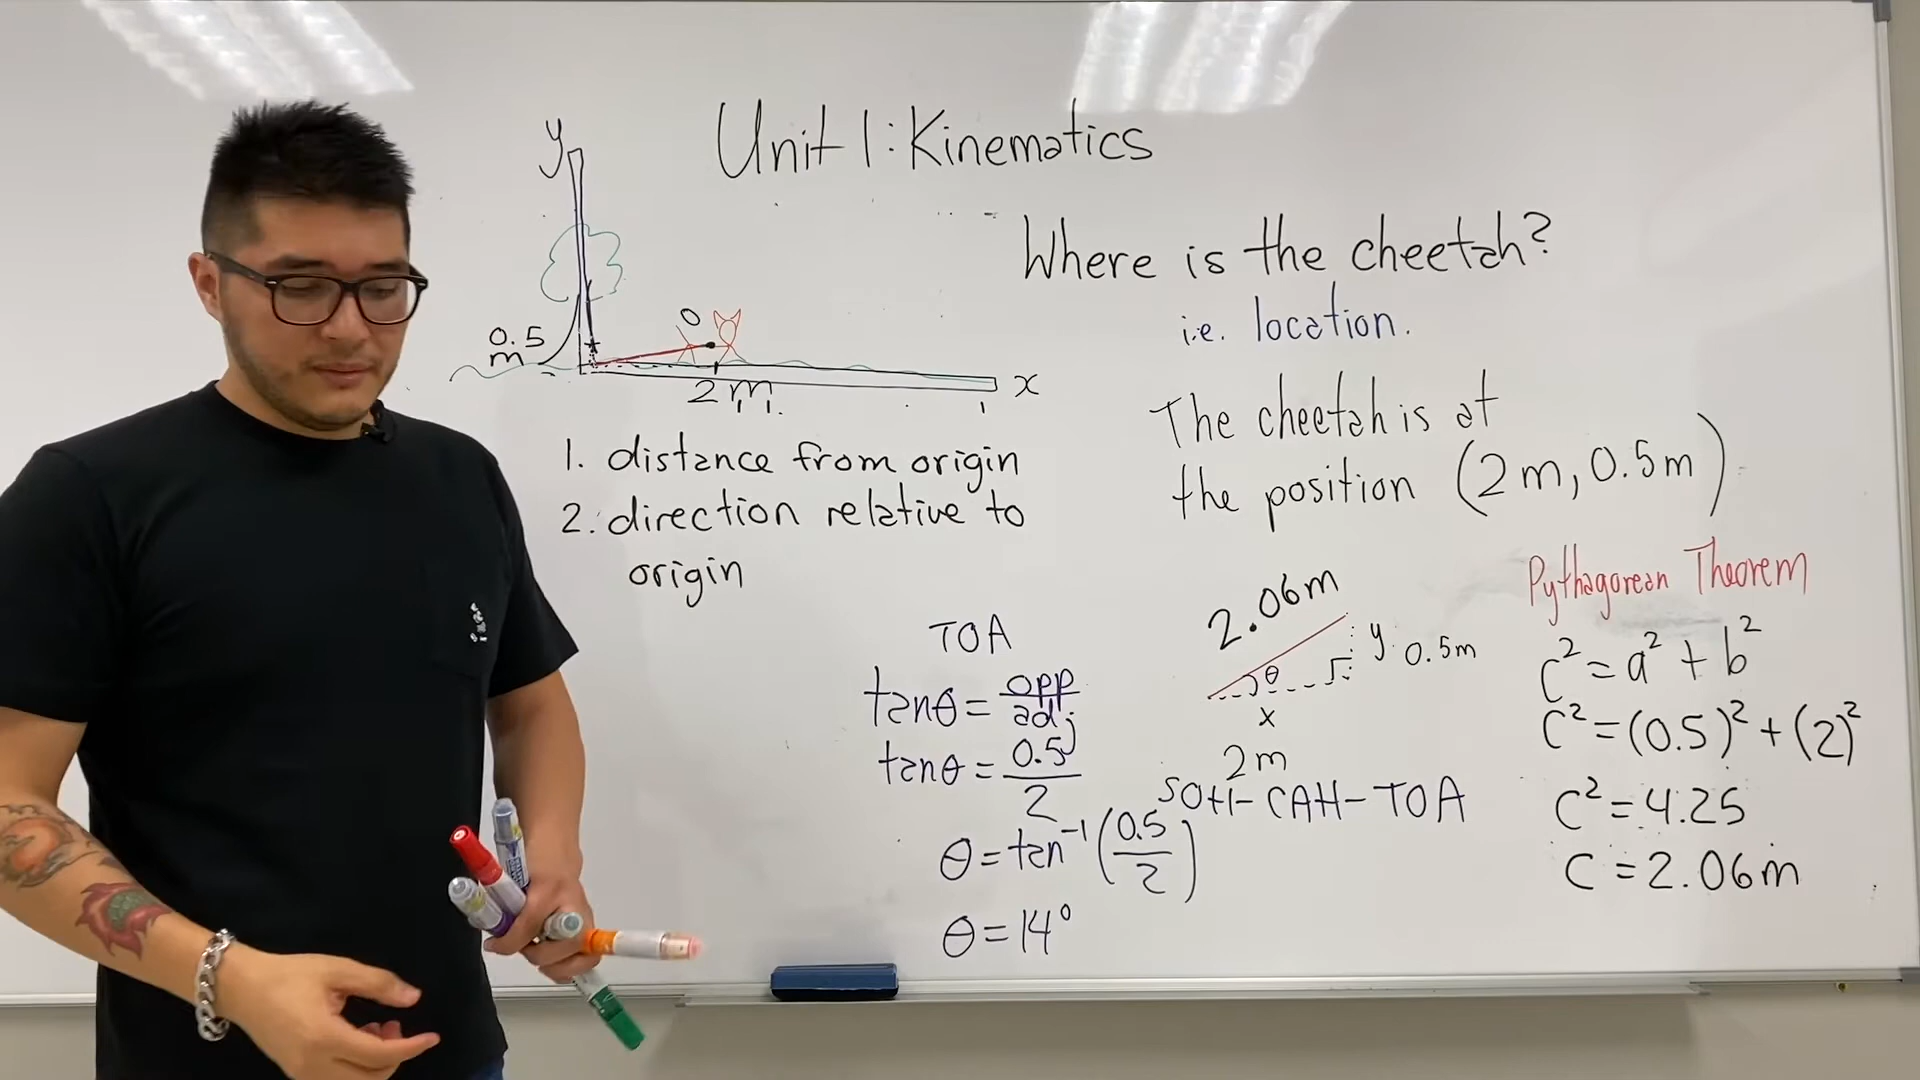 Unit 1: Kinematics
y
0.5
m
0
2 m
x
Where is the cheetah?
i.e. location.
The cheetah is at
the position (2m, 0.5m)
1. distance from origin
2. direction relative to
origin
TOA
tanθ = opp/adj
tanθ = 0.5/2
θ = tan⁻¹(0.5/2)
θ = 14°
2.06m
θ
y 0.5m
x
2m
SOH-CAH-TOA
Pythagorean Theorem
c² = a² + b²
c² = (0.5)² + (2)²
c² = 4.25
c = 2.06m